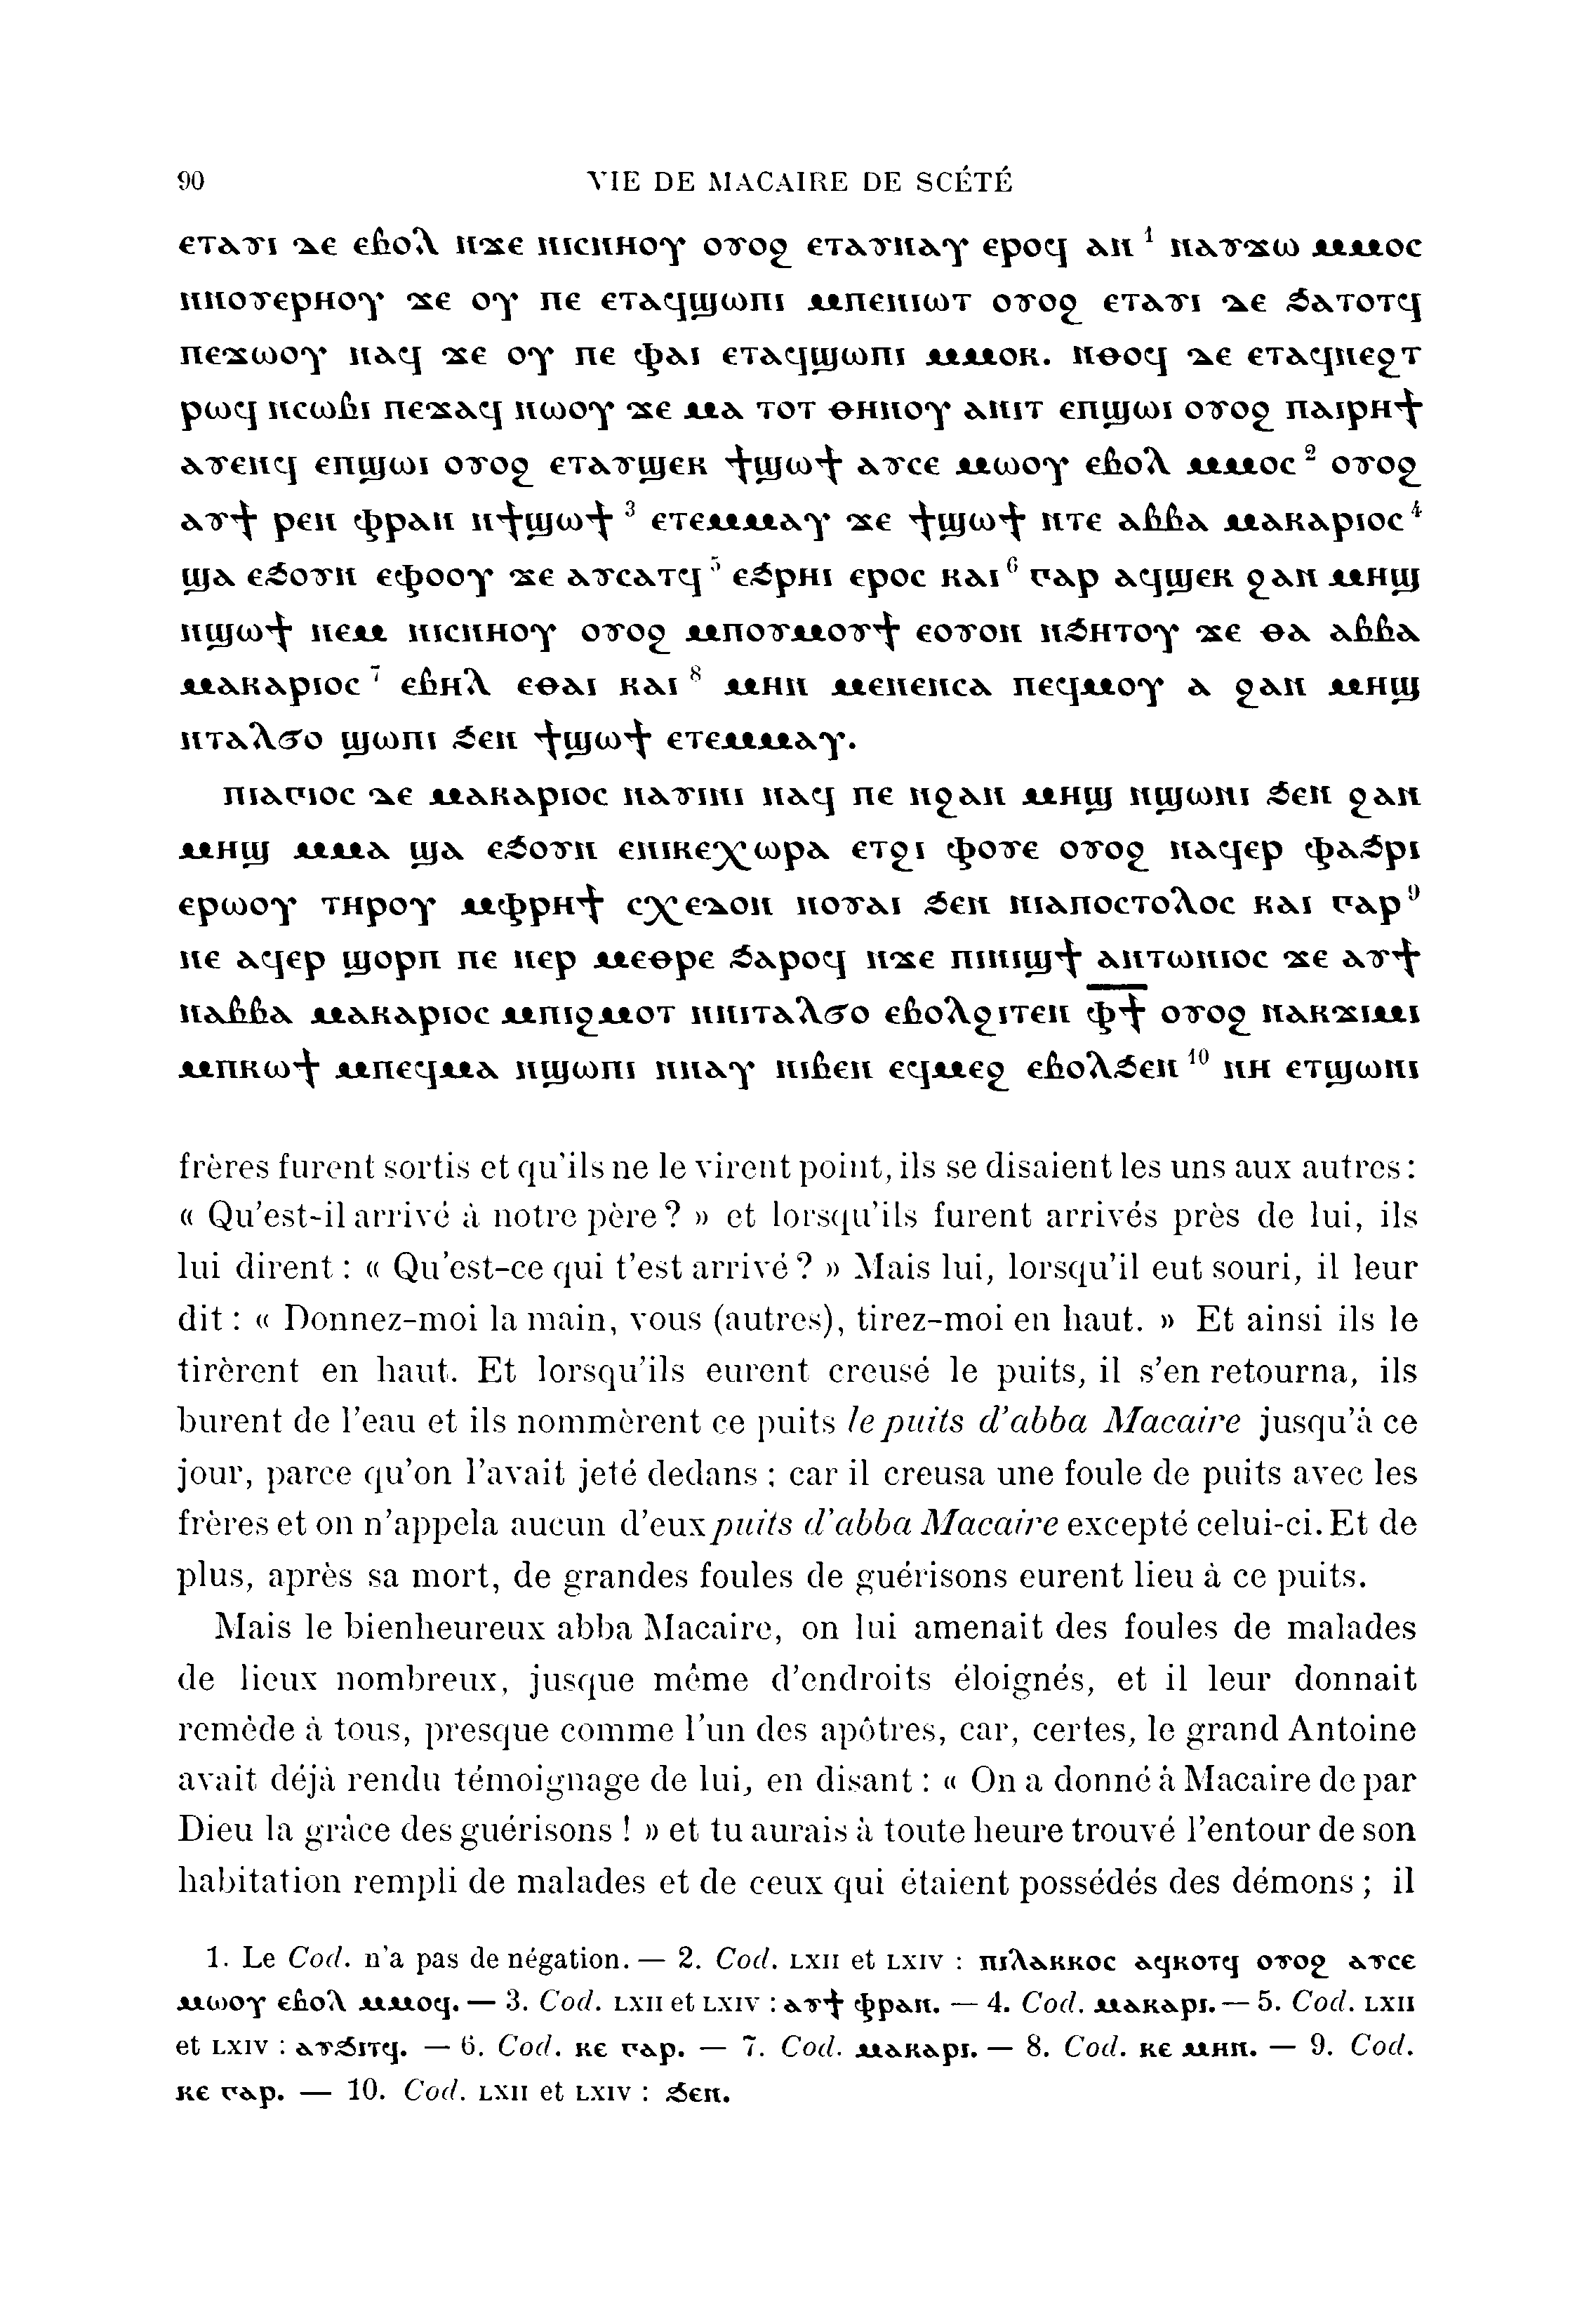 90 VIE DE MACAIRE DE SCÉTÉ
ⲉⲧⲁⲩⲓ ⲇⲉ ⲉⲃⲟⲗ ⲛϫⲉ ⲛⲓⲥⲛⲏⲟⲩ ⲟⲩⲟϩ ⲉⲧⲁⲩⲛⲁⲩ ⲉⲣⲟϥ ⲁⲛ ¹ ⲛⲁⲩϫⲱ ⲙⲙⲟⲥ
ⲛⲛⲟⲩⲉⲣⲏⲟⲩ ϫⲉ ⲟⲩ ⲡⲉ ⲉⲧⲁϥϣⲱⲡⲓ ⲙⲡⲉⲛⲓⲱⲧ ⲟⲩⲟϩ ⲉⲧⲁⲩⲓ ⲇⲉ ϧⲁⲧⲟⲧϥ
ⲡⲉϫⲱⲟⲩ ⲛⲁϥ ϫⲉ ⲟⲩ ⲡⲉ ⲫⲁⲓ ⲉⲧⲁϥϣⲱⲡⲓ ⲙⲙⲟⲕ. ⲛⲑⲟϥ ⲇⲉ ⲉⲧⲁϥⲛⲉϩⲧ
ⲣⲱϥ ⲛⲥⲱⲃⲓ ⲡⲉϫⲁϥ ⲛⲱⲟⲩ ϫⲉ ⲙⲁ ⲧⲟⲧ ⲑⲏⲛⲟⲩ ⲁⲛⲓⲧ ⲉⲡϣⲱⲓ ⲟⲩⲟϩ ⲡⲁⲓⲣⲏϯ
ⲁⲩⲉⲛϥ ⲉⲡϣⲱⲓ ⲟⲩⲟϩ ⲉⲧⲁⲩϣⲉⲕ ϯϣⲱϯ ⲁⲩⲥⲉ ⲙⲱⲟⲩ ⲉⲃⲟⲗ ⲙⲙⲟⲥ ² ⲟⲩⲟϩ
ⲁⲩϯ ⲣⲉⲛ ⲫⲣⲁⲛ ⲛϯϣⲱϯ ³ ⲉⲧⲉⲙⲙⲁⲩ ϫⲉ ϯϣⲱϯ ⲛⲧⲉ ⲁⲃⲃⲁ ⲙⲁⲕⲁⲣⲓⲟⲥ ⁴
ϣⲁ ⲉϧⲟⲩⲛ ⲉⲫⲟⲟⲩ ϫⲉ ⲁⲩⲥⲁⲧϥ ⁵ ⲉϧⲣⲏⲓ ⲉⲣⲟⲥ ⲕⲁⲓ ⁶ ⲅⲁⲣ ⲁϥϣⲉⲕ ϩⲁⲛ ⲙⲏϣ
ⲛϣⲱϯ ⲛⲉⲙ ⲛⲓⲥⲛⲏⲟⲩ ⲟⲩⲟϩ ⲙⲡⲟⲩⲙⲟⲩϯ ⲉⲟⲩⲟⲛ ⲛϧⲏⲧⲟⲩ ϫⲉ ⲑⲁ ⲁⲃⲃⲁ
ⲙⲁⲕⲁⲣⲓⲟⲥ ⁷ ⲉⲃⲏⲗ ⲉⲑⲁⲓ ⲕⲁⲓ ⁸ ⲙⲏⲛ ⲙⲉⲛⲉⲛⲥⲁ ⲡⲉϥⲙⲟⲩ ⲁ ϩⲁⲛ ⲙⲏϣ
ⲛⲧⲁⲗϭⲟ ϣⲱⲡⲓ ϧⲉⲛ ϯϣⲱϯ ⲉⲧⲉⲙⲙⲁⲩ.
ⲡⲓⲁⲅⲓⲟⲥ ⲇⲉ ⲙⲁⲕⲁⲣⲓⲟⲥ ⲛⲁⲩⲓⲛⲓ ⲛⲁϥ ⲡⲉ ⲛϩⲁⲛ ⲙⲏϣ ⲛϣⲱⲛⲓ ϧⲉⲛ ϩⲁⲛ
ⲙⲏϣ ⲙⲙⲁ ϣⲁ ⲉϧⲟⲩⲛ ⲉⲛⲓⲕⲉⲭⲱⲣⲁ ⲉⲧϩⲓ ⲫⲟⲩⲉ ⲟⲩⲟϩ ⲛⲁϥⲉⲣ ⲫⲁϧⲣⲓ
ⲉⲣⲱⲟⲩ ⲧⲏⲣⲟⲩ ⲙⲫⲣⲏϯ ⲥⲭⲉⲇⲟⲛ ⲛⲟⲩⲁⲓ ϧⲉⲛ ⲛⲓⲁⲡⲟⲥⲧⲟⲗⲟⲥ ⲕⲁⲓ ⲅⲁⲣ ⁹
ⲛⲉ ⲁϥⲉⲣ ϣⲟⲣⲡ ⲡⲉ ⲛⲉⲣ ⲙⲉⲑⲣⲉ ϧⲁⲣⲟϥ ⲛϫⲉ ⲡⲓⲛⲓϣϯ ⲁⲛⲧⲱⲛⲓⲟⲥ ϫⲉ ⲁⲩϯ
ⲛⲁⲃⲃⲁ ⲙⲁⲕⲁⲣⲓⲟⲥ ⲙⲡⲓϩⲙⲟⲧ ⲛⲛⲓⲧⲁⲗϭⲟ ⲉⲃⲟⲗϩⲓⲧⲉⲛ ⲫ̅ϯ̅ ⲟⲩⲟϩ ⲛⲁⲕϫⲓⲙⲓ
ⲙⲡⲕⲱϯ ⲙⲡⲉϥⲙⲁ ⲛϣⲱⲡⲓ ⲛⲛⲁⲩ ⲛⲓⲃⲉⲛ ⲉϥⲙⲉϩ ⲉⲃⲟⲗϧⲉⲛ ¹⁰ ⲛⲏ ⲉⲧϣⲱⲛⲓ
frères furent sortis et qu'ils ne le virent point, ils se disaient les uns aux autres :
« Qu'est-il arrivé à notre père ? » et lorsqu'ils furent arrivés près de lui, ils
lui dirent : « Qu'est-ce qui t'est arrivé ? » Mais lui, lorsqu'il eut souri, il leur
dit : « Donnez-moi la main, vous (autres), tirez-moi en haut. » Et ainsi ils le
tirèrent en haut. Et lorsqu'ils eurent creusé le puits, il s'en retourna, ils
burent de l'eau et ils nommèrent ce puits le puits d'abba Macaire jusqu'à ce
jour, parce qu'on l'avait jeté dedans ; car il creusa une foule de puits avec les
frères et on n'appela aucun d'eux puits d'abba Macaire excepté celui-ci. Et de
plus, après sa mort, de grandes foules de guérisons eurent lieu à ce puits.
Mais le bienheureux abba Macaire, on lui amenait des foules de malades
de lieux nombreux, jusque même d'endroits éloignés, et il leur donnait
remède à tous, presque comme l'un des apôtres, car, certes, le grand Antoine
avait déjà rendu témoignage de lui, en disant : « On a donné à Macaire de par
Dieu la grâce des guérisons ! » et tu aurais à toute heure trouvé l'entour de son
habitation rempli de malades et de ceux qui étaient possédés des démons ; il
1. Le Cod. n'a pas de négation. — 2. Cod. LXII et LXIV : ⲡⲓⲗⲁⲕⲕⲟⲥ ⲁϥⲕⲟⲧϥ ⲟⲩⲟϩ ⲁⲩⲥⲉ
ⲙⲱⲟⲩ ⲉⲃⲟⲗ ⲙⲙⲟϥ. — 3. Cod. LXII et LXIV : ⲁⲩϯ ⲫⲣⲁⲛ. — 4. Cod. ⲙⲁⲕⲁⲣⲓ. — 5. Cod. LXII
et LXIV : ⲁⲩϧⲓⲧϥ. — 6. Cod. ⲕⲉ ⲅⲁⲣ. — 7. Cod. ⲙⲁⲕⲁⲣⲓ. — 8. Cod. ⲕⲉ ⲙⲏⲛ. — 9. Cod.
ⲕⲉ ⲅⲁⲣ. — 10. Cod. LXII et LXIV : ϧⲉⲛ.